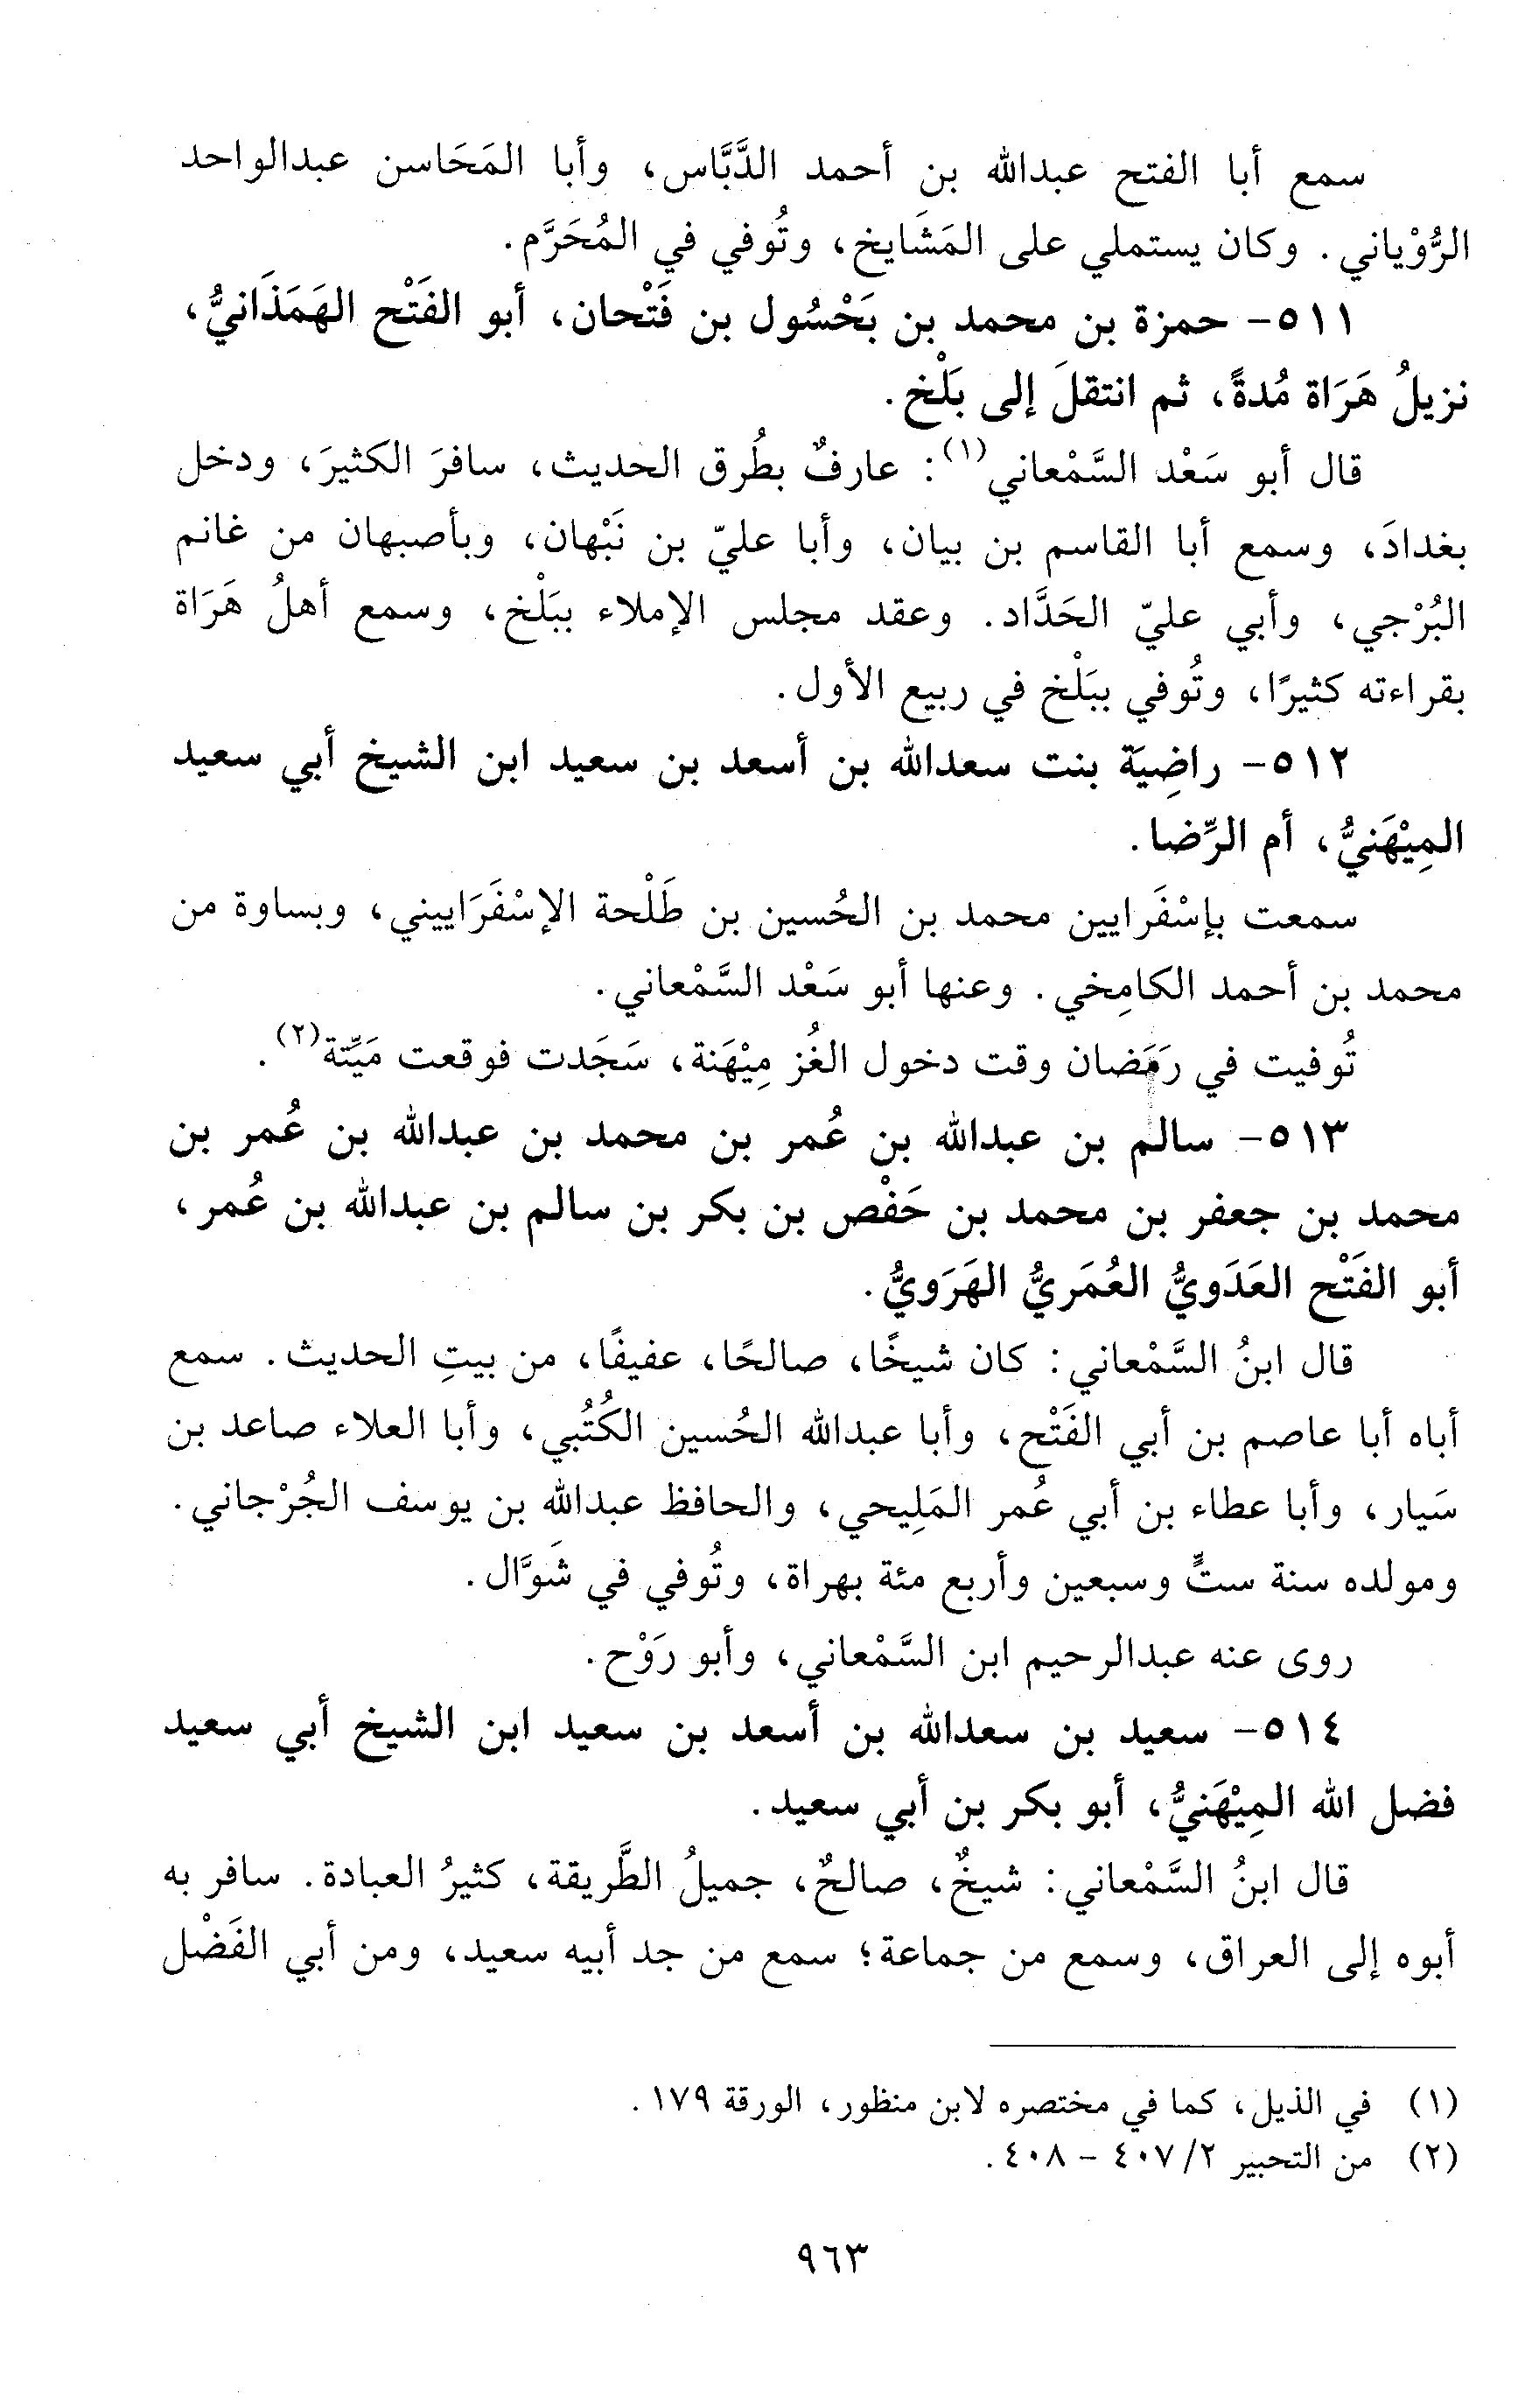 سمع أبا الفتح عبدالله بن أحمد الدَّبَّاس، وأبا المَحَاسن عبدالواحد
الرُّوْياني. وكان يستملي على المَشَايخ، وتُوفي في المُحَرَّم.
٥١١- حمزة بن محمد بن بَحْسُول بن فَتْحان، أبو الفَتْح الهَمَذَانيُّ،
نزيلُ هَرَاة مُدةً، ثم انتقلَ إلى بَلْخ.
قال أبو سَعْد السَّمْعاني(١): عارفٌ بطُرق الحديث، سافرَ الكثيرَ، ودخل
بغدادَ، وسمع أبا القاسم بن بيان، وأبا عليّ بن نَبْهان، وبأصبهان من غانم
البُرْجي، وأبي عليّ الحَدَّاد. وعقد مجلس الإملاء ببَلْخ، وسمع أهلُ هَرَاة
بقراءته كثيرًا، وتُوفي ببَلْخ في ربيع الأول.
٥١٢- راضِيَة بنت سعدالله بن أسعد بن سعيد ابن الشيخ أبي سعيد
المِيْهَنيُّ، أم الرِّضا.
سمعت بإسْفَرايين محمد بن الحُسين بن طَلْحة الإسْفَرَاييني، وبساوة من
محمد بن أحمد الكامِخي. وعنها أبو سَعْد السَّمْعاني.
تُوفيت في رَمَضان وقت دخول الغُز مِيْهَنة، سَجَدت فوقعت مَيِّتة(٢).
٥١٣- سالم بن عبدالله بن عُمر بن محمد بن عبدالله بن عُمر بن
محمد بن جعفر بن محمد بن حَفْص بن بكر بن سالم بن عبدالله بن عُمر،
أبو الفَتْح العَدَويُّ العُمَريُّ الهَرَويُّ.
قال ابنُ السَّمْعاني: كان شيخًا، صالحًا، عفيفًا، من بيتِ الحديث. سمع
أباه أبا عاصم بن أبي الفَتْح، وأبا عبدالله الحُسين الكُتُبي، وأبا العلاء صاعد بن
سَيار، وأبا عطاء بن أبي عُمر المَلِيحي، والحافظ عبدالله بن يوسف الجُرْجاني.
ومولده سنة ستٍّ وسبعين وأربع مئة بهراة، وتُوفي في شَوَّال.
روى عنه عبدالرحيم ابن السَّمْعاني، وأبو رَوْح.
٥١٤- سعيد بن سعدالله بن أسعد بن سعيد ابن الشيخ أبي سعيد
فضل الله المِيْهَنيُّ، أبو بكر بن أبي سعيد.
قال ابنُ السَّمْعاني: شيخٌ، صالحٌ، جميلُ الطَّريقة، كثيرُ العبادة. سافر به
أبوه إلى العراق، وسمع من جماعة؛ سمع من جد أبيه سعيد، ومن أبي الفَضْل
(١) في الذيل، كما في مختصره لابن منظور، الورقة ١٧٩.
(٢) من التحبير ٢/ ٤٠٧ - ٤٠٨.
٩٦٣